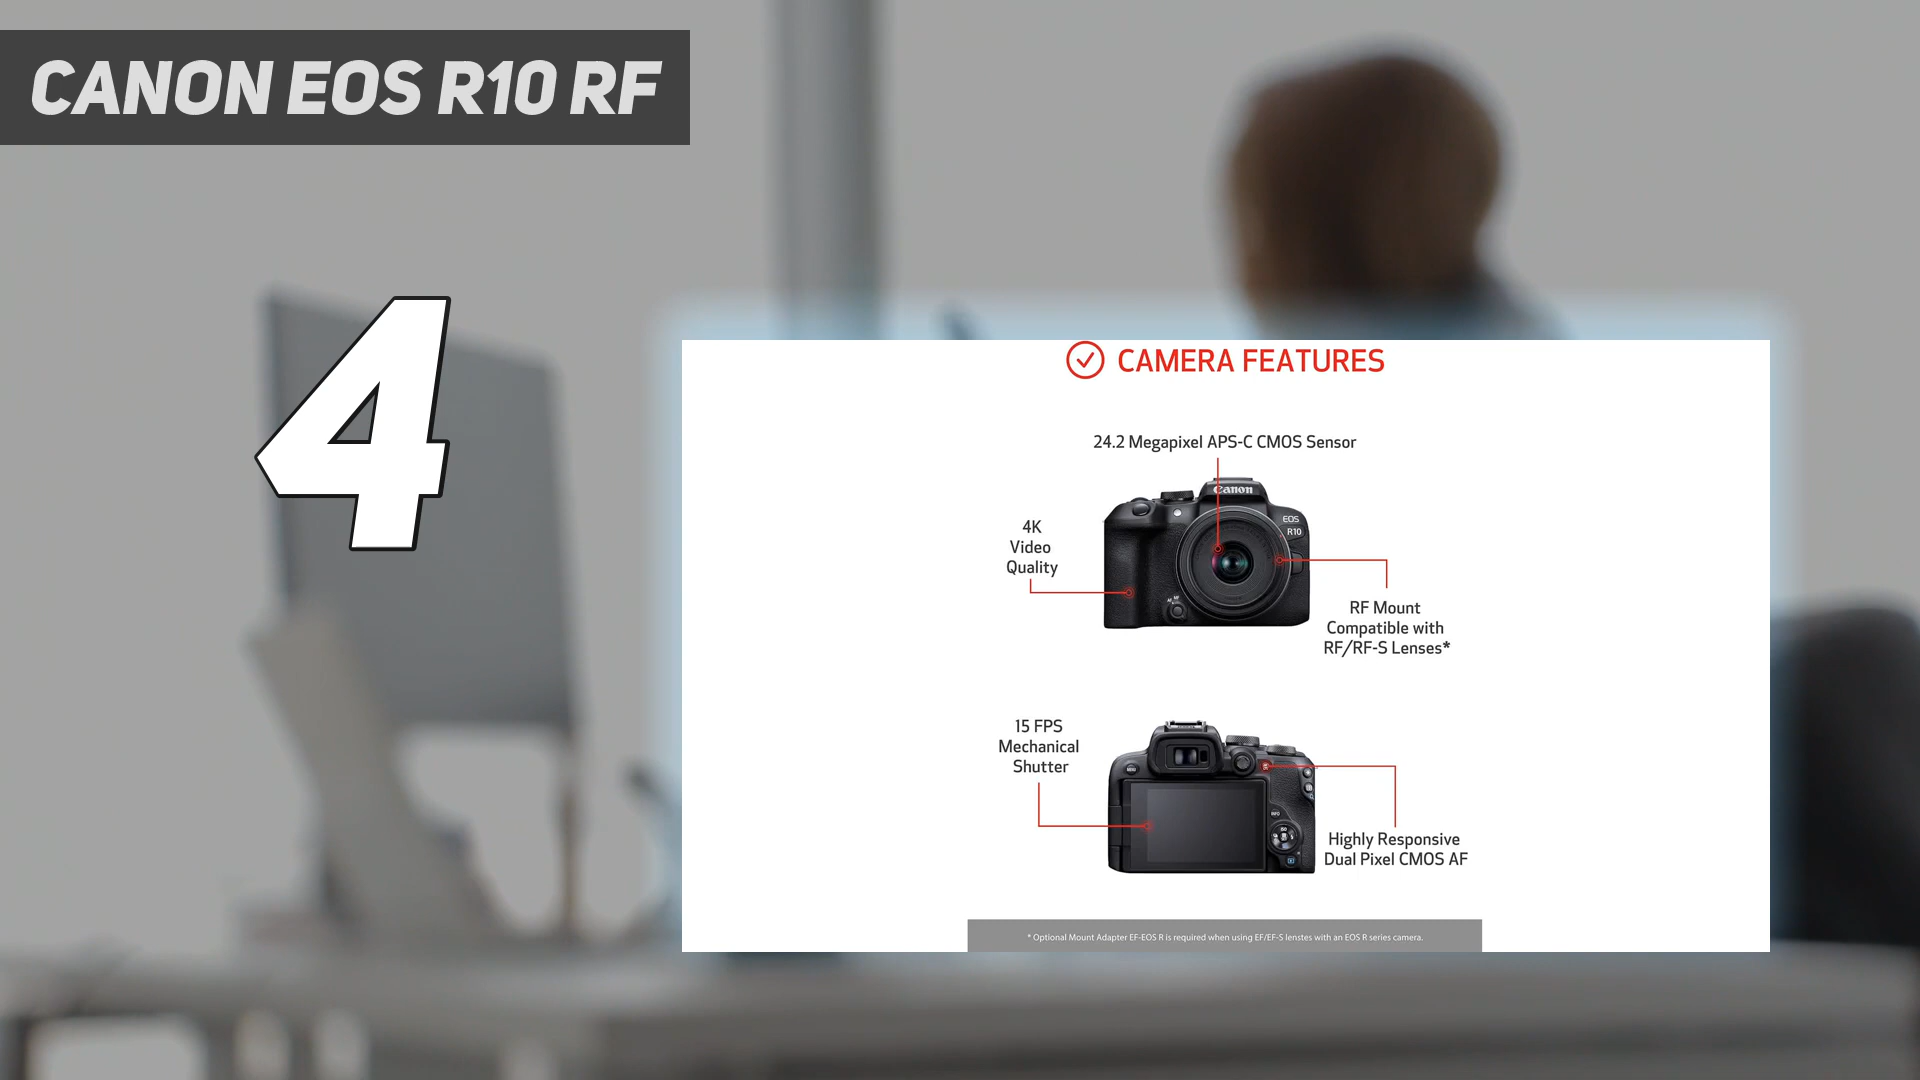 CANON EOS R10 RF
4
CAMERA FEATURES
24.2 Megapixel APS-C CMOS Sensor
Canon
EOS
R10
4K
Video
Quality
RF Mount
Compatible with
RF/RF-S Lenses*
15 FPS
Mechanical
Shutter
MENU
INFO
Highly Responsive
Dual Pixel CMOS AF
* Optional Mount Adapter EF-EOS R is required when using EF/EF-S lenstes with an EOS R series camera.